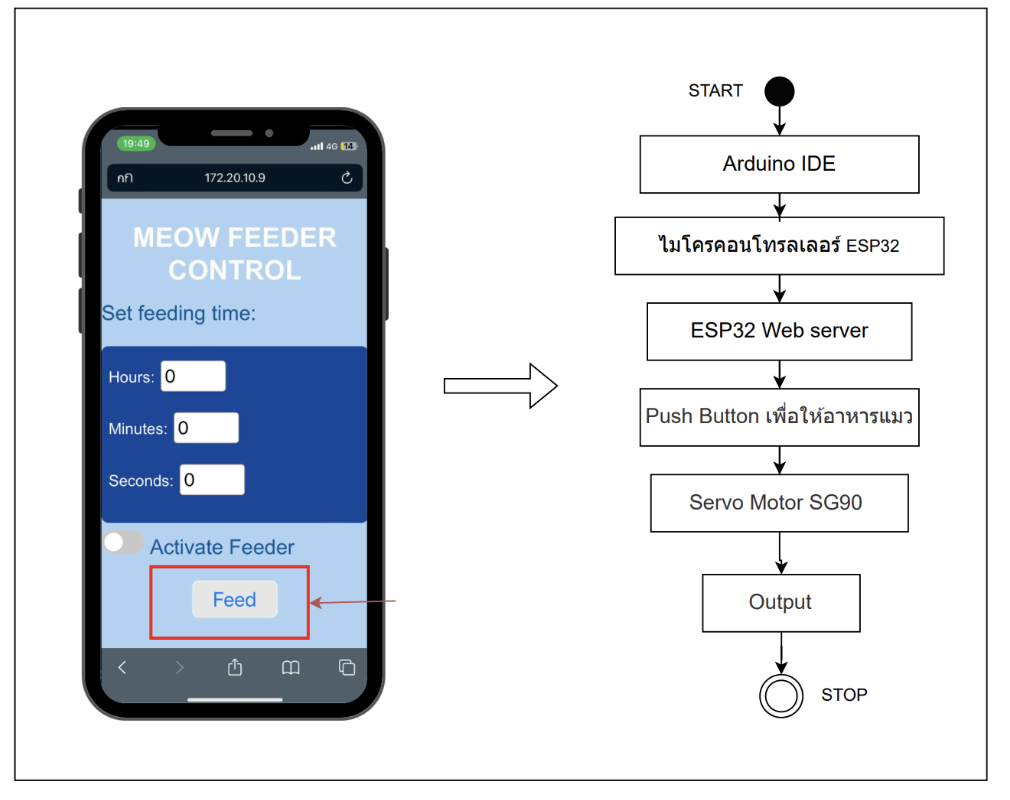 19:49
4G 14
กกิ 172.20.10.9
MEOW FEEDER
CONTROL
Set feeding time:
Hours: 0
Minutes: 0
Seconds: 0
Activate Feeder
Feed
START
Arduino IDE
ไมโครคอนโทรลเลอร์ ESP32
ESP32 Web server
Push Button เพื่อให้อาหารแมว
Servo Motor SG90
Output
STOP